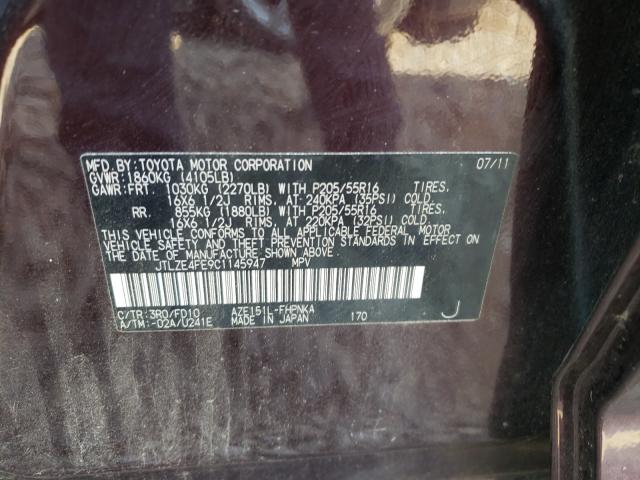 MFD.BY:TOYOTA MOTOR CORPORATION 07/11
GVWR:1860KG (4105LB)
GAWR:FRT. 1030KG (2270LB) WITH P205/55R16 TIRES.
16X6 1/2J RIMS. AT 240KPA (35PSI) COLD.
RR. 855KG (1880LB) WITH P205/55R16 TIRES.
16X6 1/2J RIMS. AT 220KPA (32PSI) COLD.
THIS VEHICLE CONFORMS TO ALL APPLICABLE FEDERAL MOTOR
VEHICLE SAFETY AND THEFT PREVENTION STANDARDS IN EFFECT ON
THE DATE OF MANUFACTURE SHOWN ABOVE.
JTLZE4FE9C1145947 MPV
C/TR:3R0/FD10 AZE151L-FHPNKA
A/TM:-02A/U241E MADE IN JAPAN 170 J